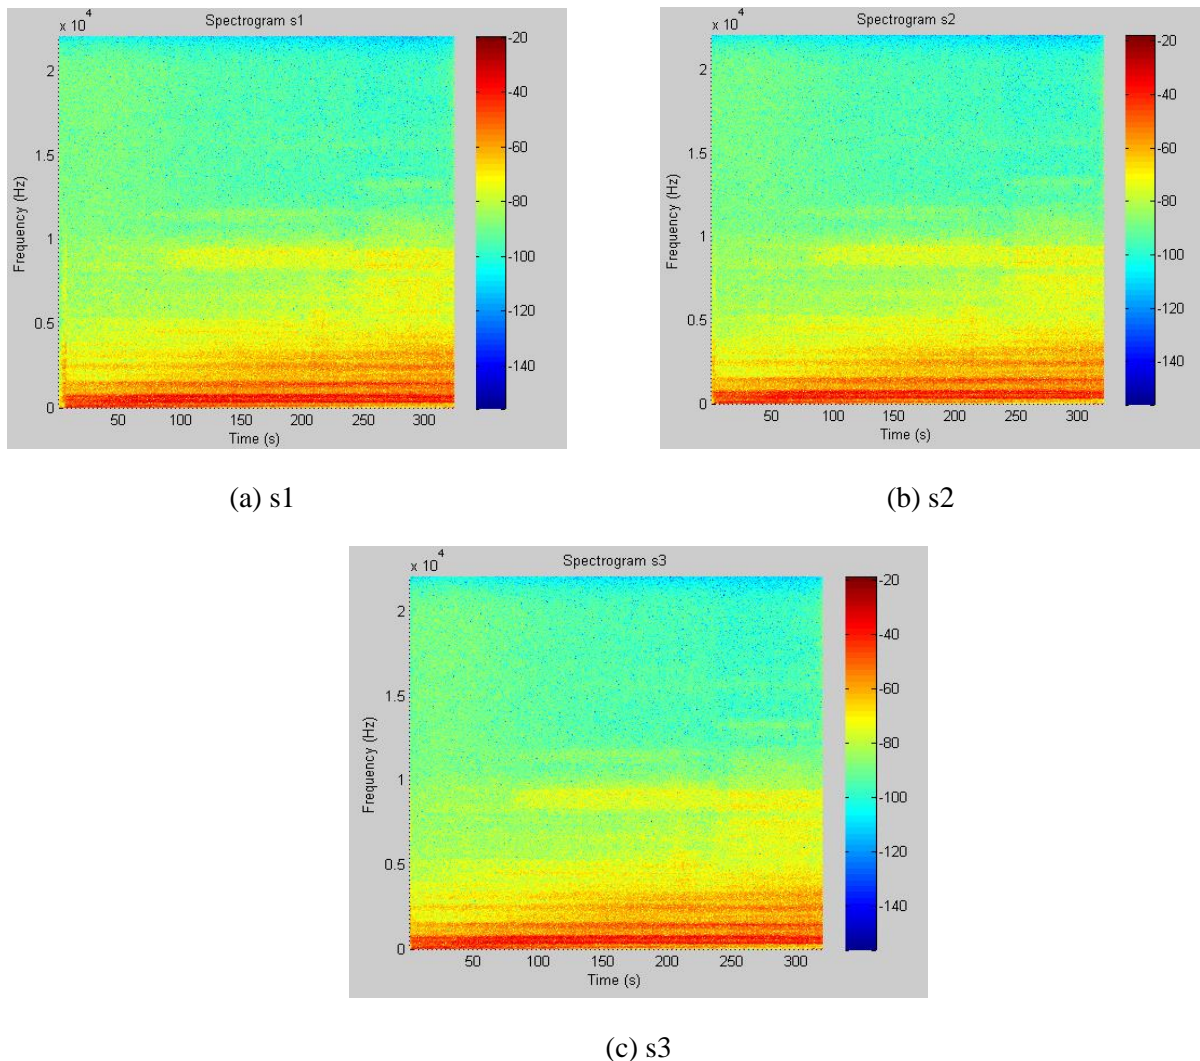 Spectrogram s1
x 10 4
2
1.5
1
0.5
0
Frequency (Hz)
50 100 150 200 250 300
Time (s)
-20
-40
-60
-80
-100
-120
-140
(a) s1
Spectrogram s2
x 10 4
2
1.5
1
0.5
0
Frequency (Hz)
50 100 150 200 250 300
Time (s)
-20
-40
-60
-80
-100
-120
-140
(b) s2
Spectrogram s3
x 10 4
2
1.5
1
0.5
0
Frequency (Hz)
50 100 150 200 250 300
Time (s)
-20
-40
-60
-80
-100
-120
-140
(c) s3